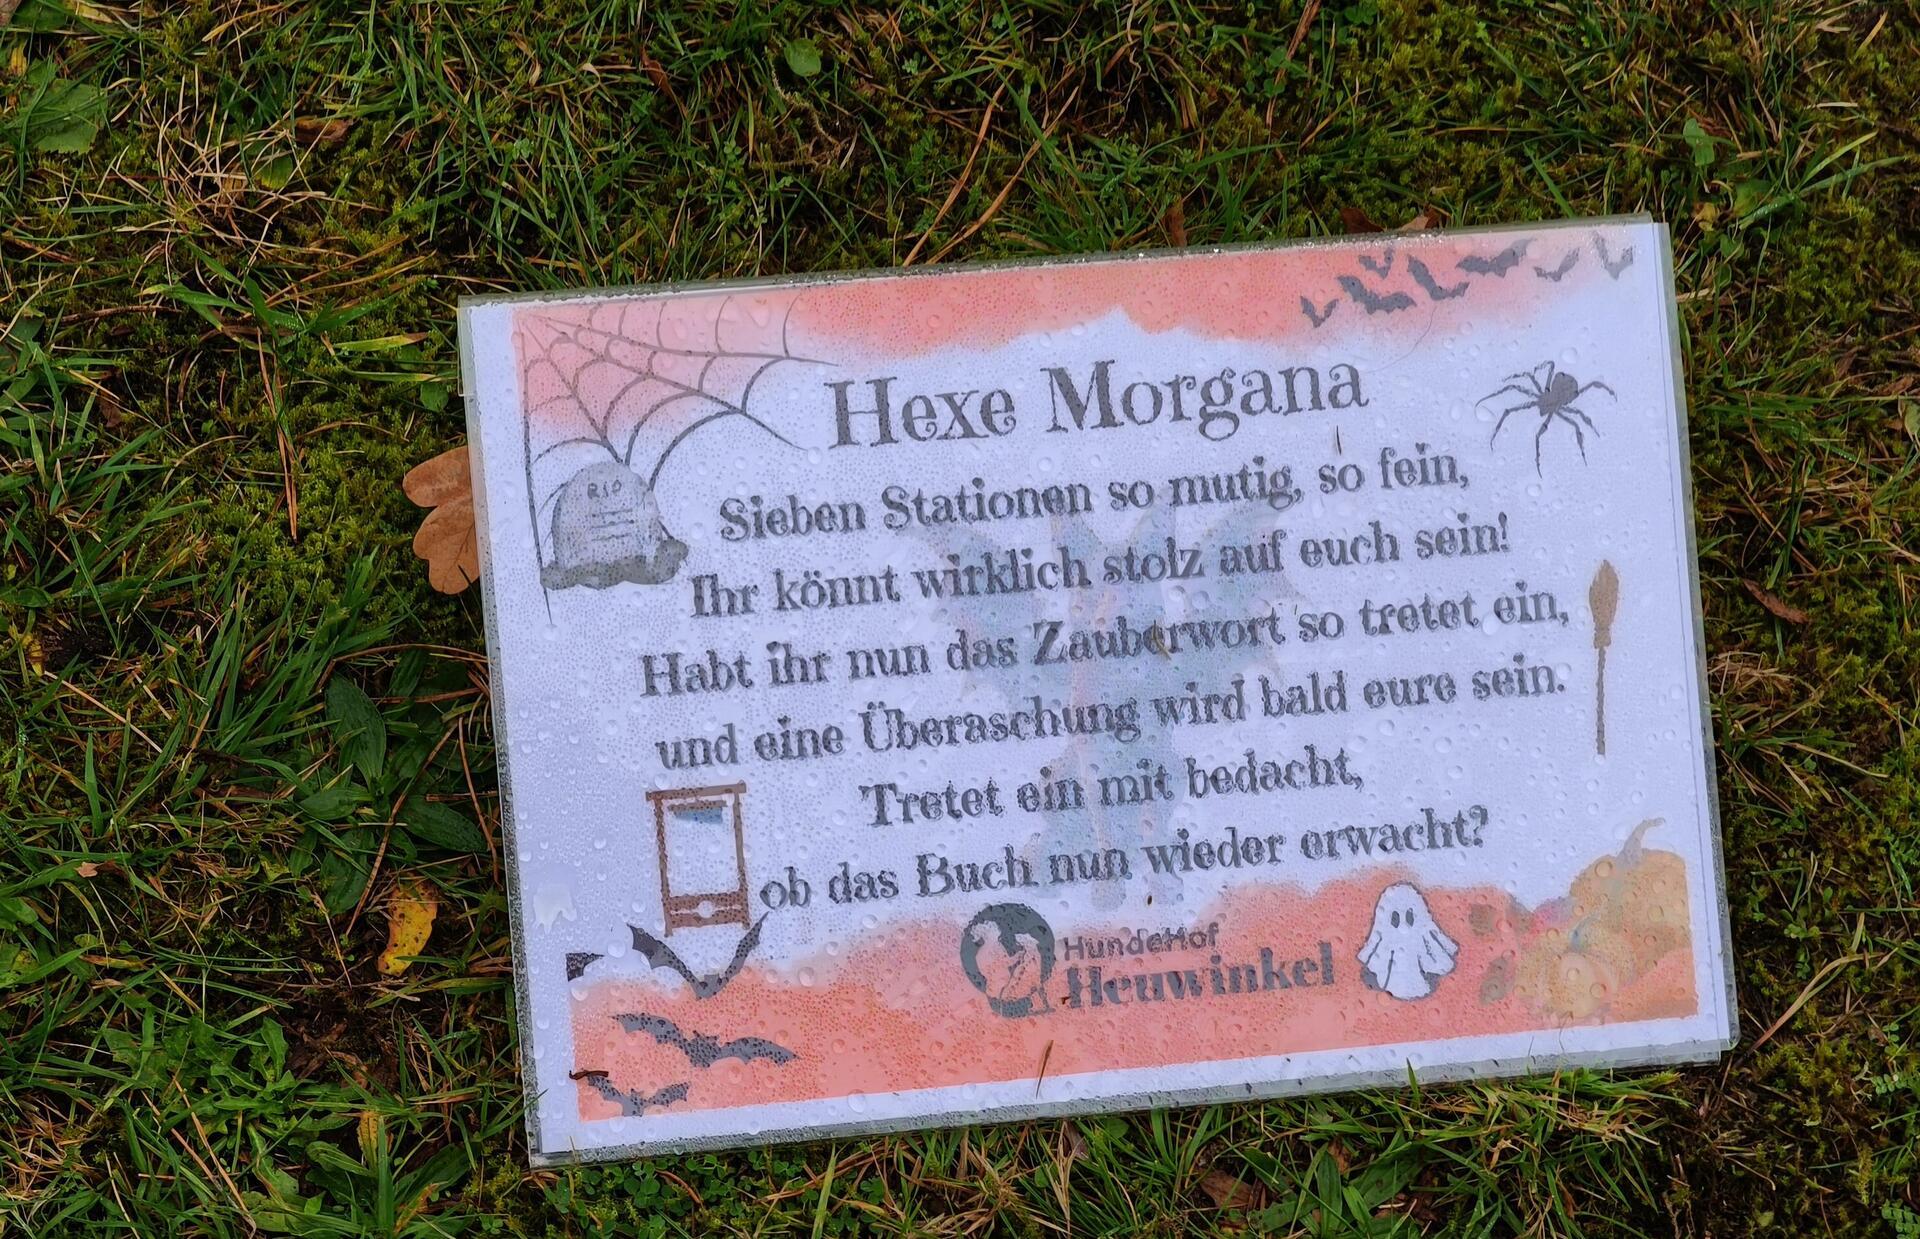 Hexe Morgana
Sieben Stationen so mutig, so fein,
Ihr könnt wirklich stolz auf euch sein!
Habt ihr nun das Zauberwort so tretet ein,
und eine Überaschung wird bald eure sein.
Tretet ein mit bedacht,
ob das Buch nun wieder erwacht?
RIP
HundeHof
Heuwinkel